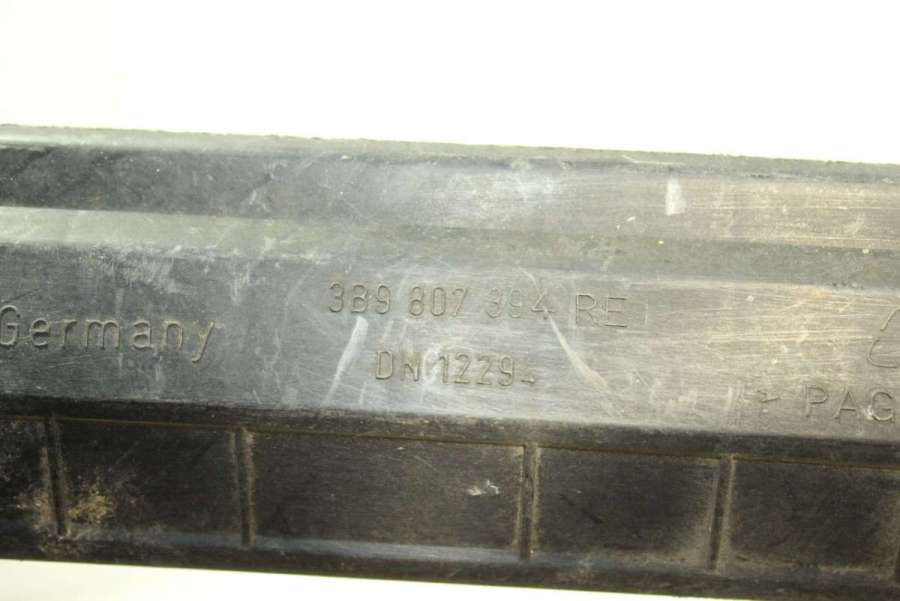 Germany
3B9 807 394 RE
DN 12294
PAG